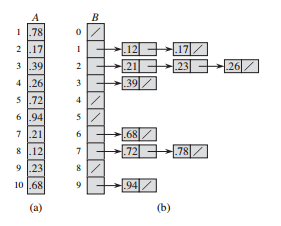 A B
1 .78 0
2 .17 1 .12 .17
3 .39 2 .21 .23 .26
4 .26 3 .39
5 .72 4
6 .94 5
7 .21 6 .68
8 .12 7 .72 .78
9 .23 8
10 .68 9 .94
(a) (b)